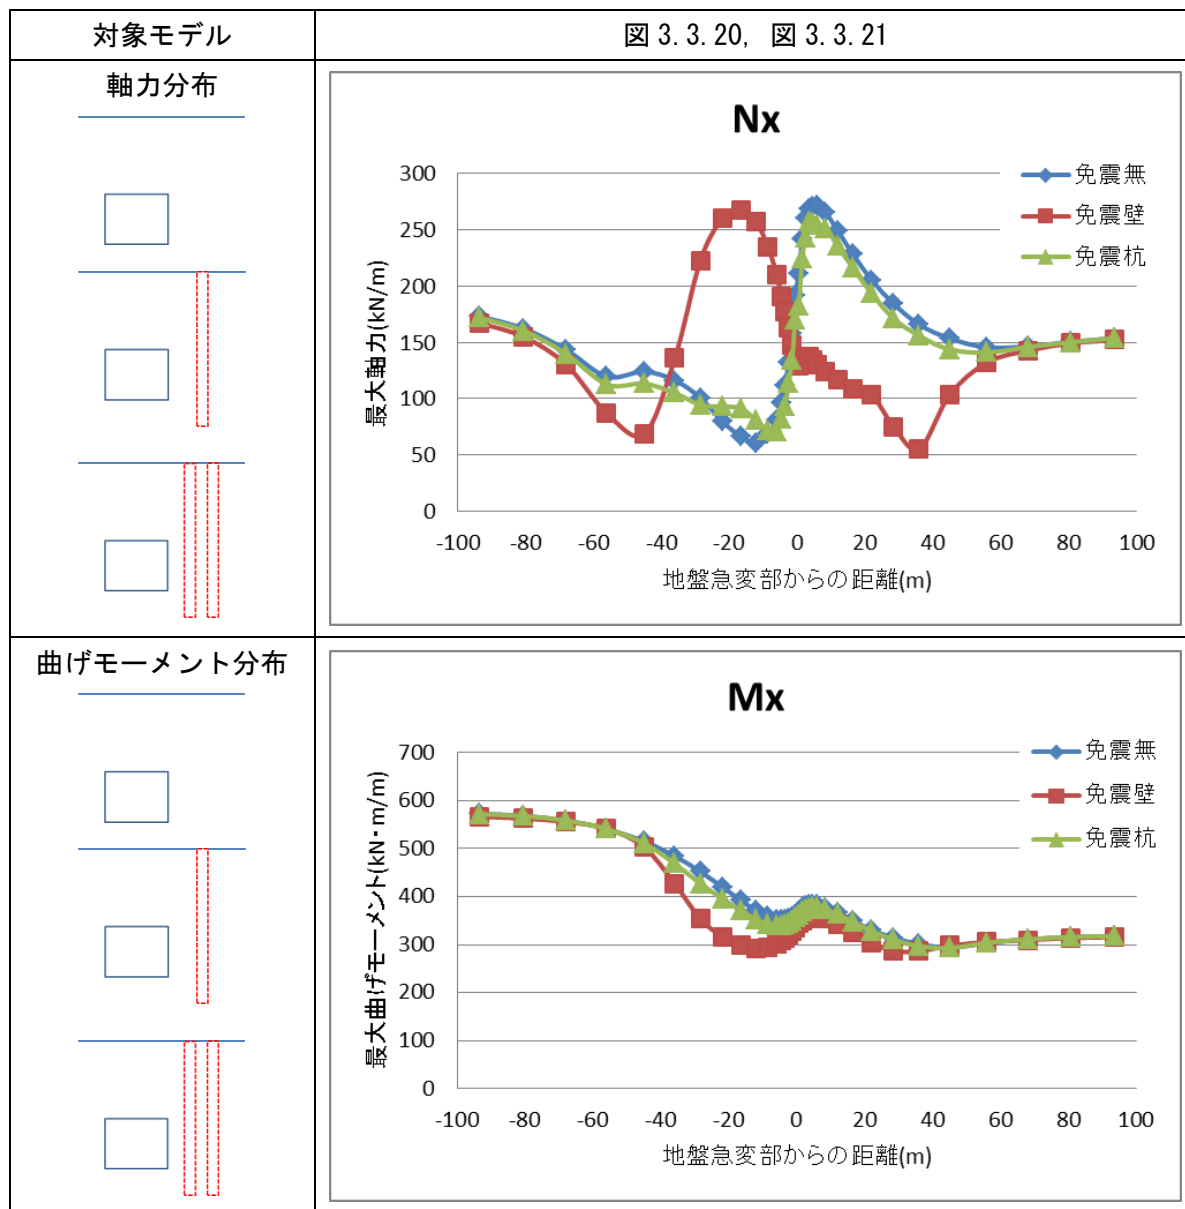 対象モデル
図 3.3.20, 図 3.3.21
軸力分布
Nx
300
250
200
150
100
50
0
最大軸力(kN/m)
免震無
免震壁
免震杭
-100 -80 -60 -40 -20 0 20 40 60 80 100
地盤急変部からの距離(m)
曲げモーメント分布
Mx
700
600
500
400
300
200
100
0
最大曲げモーメント(kN・m/m)
免震無
免震壁
免震杭
-100 -80 -60 -40 -20 0 20 40 60 80 100
地盤急変部からの距離(m)